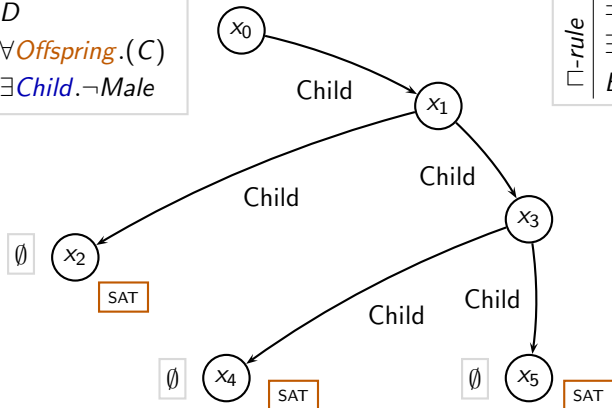 D
∀Offspring.(C)
∃Child.¬Male
⊓-rule
x₀
Child
x₁
Child
Child
∅
x₂
SAT
x₃
Child
Child
∅
x₄
SAT
∅
x₅
SAT